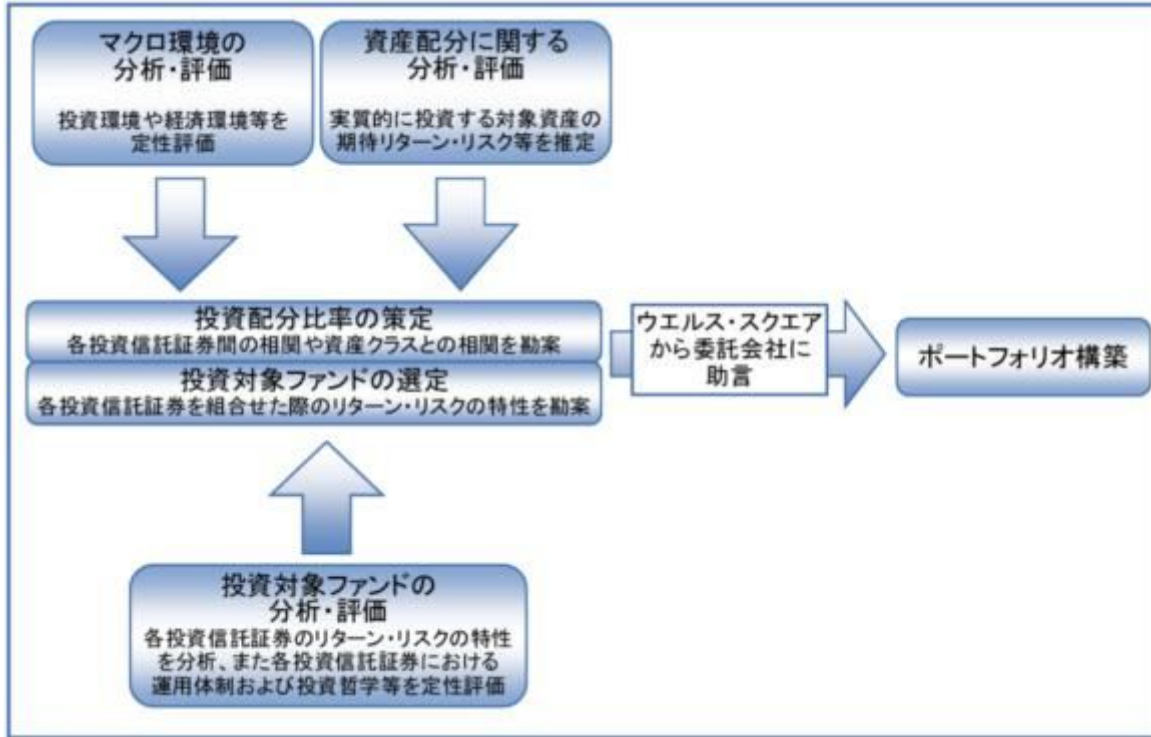 マクロ環境の
分析・評価
投資環境や経済環境等を
定性評価
資産配分に関する
分析・評価
実質的に投資する対象資産の
期待リターン・リスク等を推定
投資配分比率の策定
各投資信託証券間の相関や資産クラスとの相関を勘案
投資対象ファンドの選定
各投資信託証券を組合せた際のリターン・リスクの特性を勘案
ウエルス・スクエア
から委託会社に
助言
ポートフォリオ構築
投資対象ファンドの
分析・評価
各投資信託証券のリターン・リスクの特性
を分析、また各投資信託証券における
運用体制および投資哲学等を定性評価